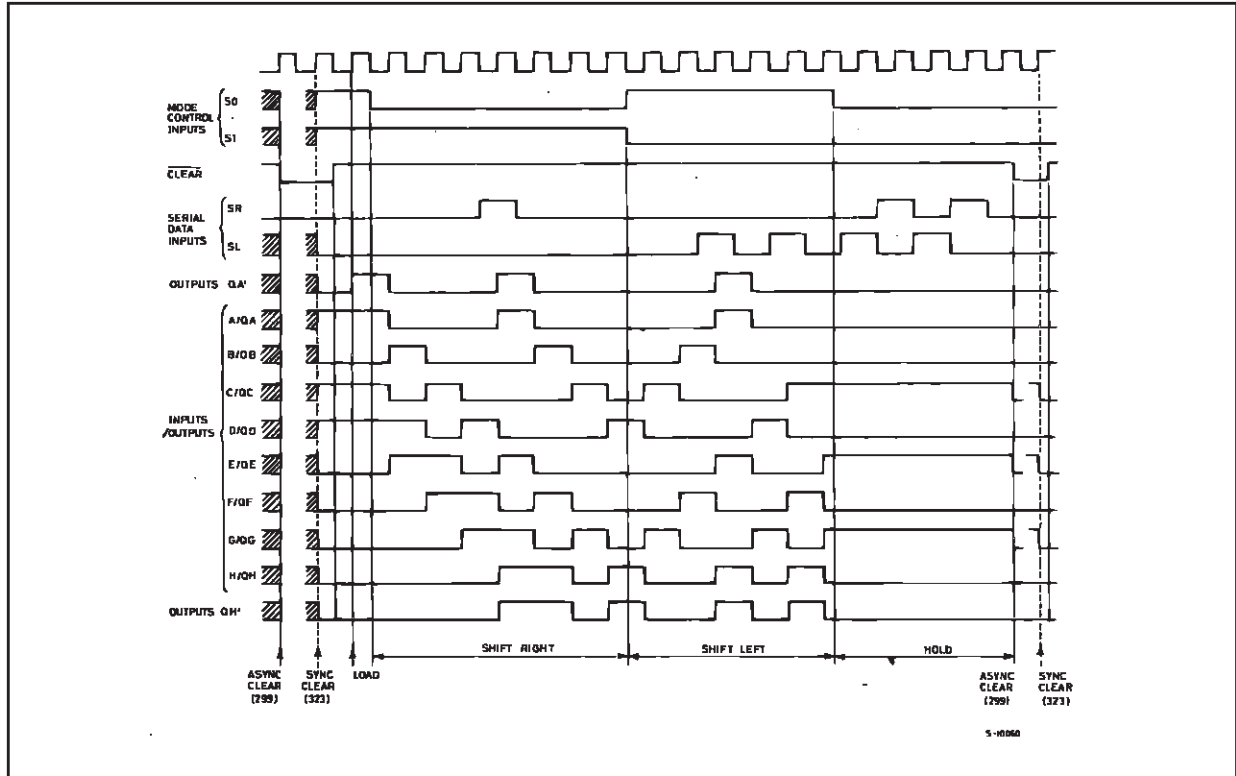 MODE
CONTROL
INPUTS
S0
S1
CLEAR
SERIAL
DATA
INPUTS
SR
SL
OUTPUTS QA'
INPUTS
/OUTPUTS
A/QA
B/QB
C/QC
D/QD
E/QE
F/QF
G/QG
H/QH
OUTPUTS QH'
SHIFT RIGHT
SHIFT LEFT
HOLD
ASYNC
CLEAR
(299)
SYNC
CLEAR
(323)
LOAD
ASYNC
CLEAR
(299)
SYNC
CLEAR
(323)
S-10060